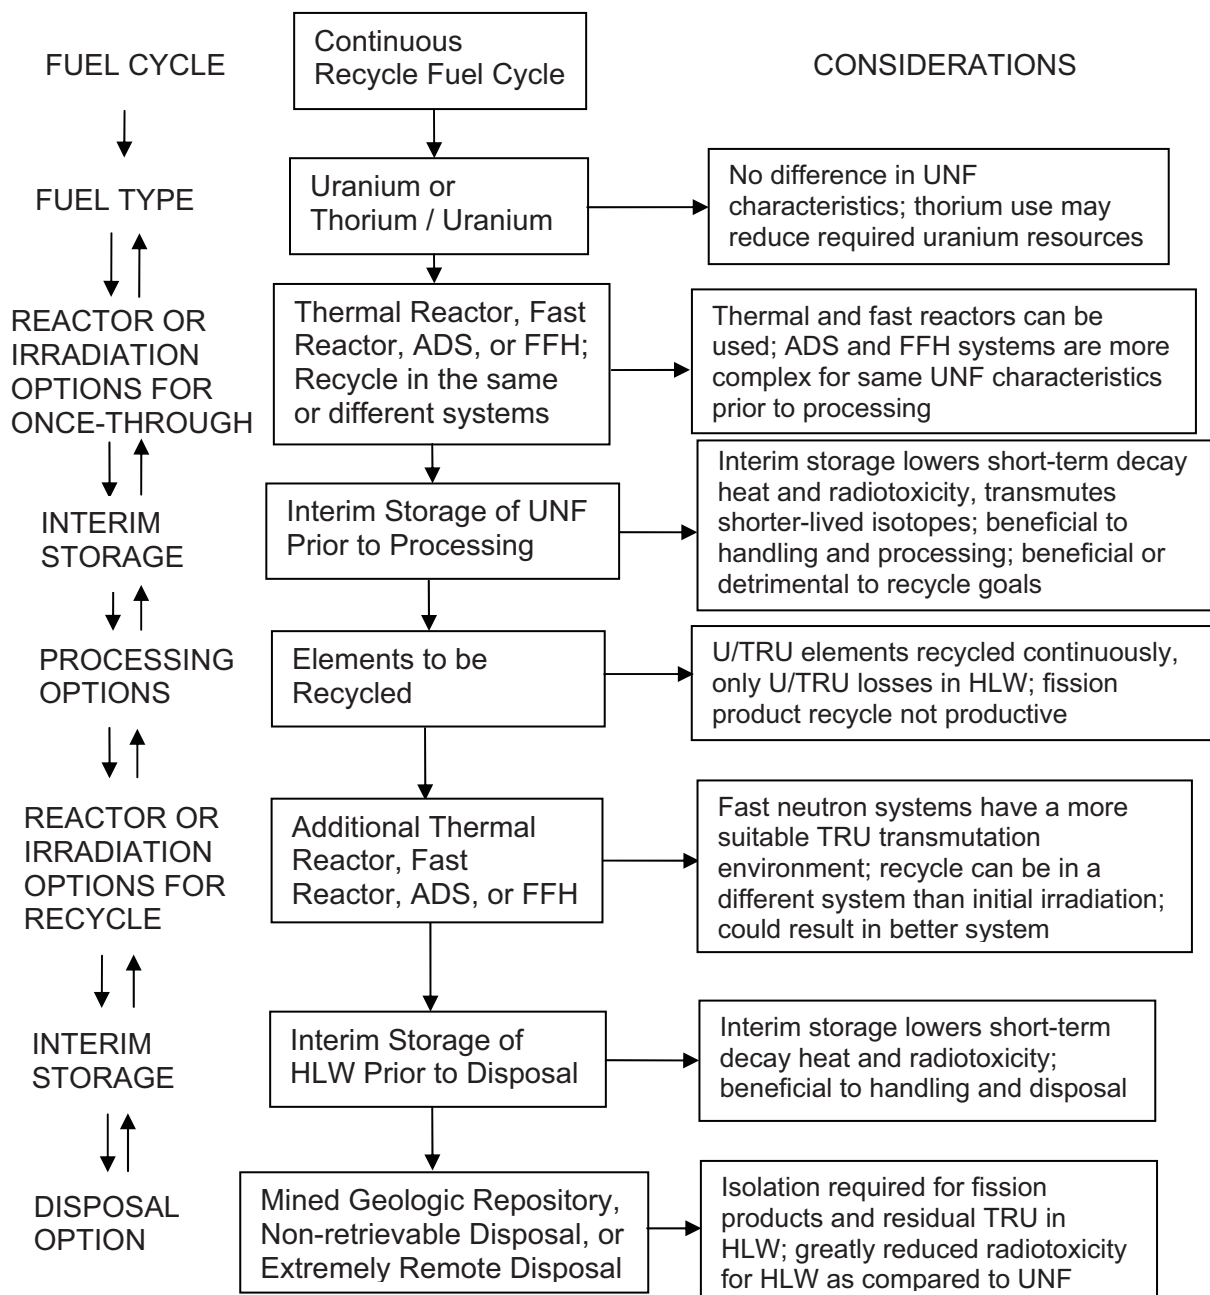 FUEL CYCLE
Continuous
Recycle Fuel Cycle
CONSIDERATIONS
FUEL TYPE
Uranium or
Thorium / Uranium
No difference in UNF
characteristics; thorium use may
reduce required uranium resources
REACTOR OR
IRRADIATION
OPTIONS FOR
ONCE-THROUGH
Thermal Reactor, Fast
Reactor, ADS, or FFH;
Recycle in the same
or different systems
Thermal and fast reactors can be
used; ADS and FFH systems are more
complex for same UNF characteristics
prior to processing
INTERIM
STORAGE
Interim Storage of UNF
Prior to Processing
Interim storage lowers short-term decay
heat and radiotoxicity, transmutes
shorter-lived isotopes; beneficial to
handling and processing; beneficial or
detrimental to recycle goals
PROCESSING
OPTIONS
Elements to be
Recycled
U/TRU elements recycled continuously,
only U/TRU losses in HLW; fission
product recycle not productive
REACTOR OR
IRRADIATION
OPTIONS FOR
RECYCLE
Additional Thermal
Reactor, Fast
Reactor, ADS, or FFH
Fast neutron systems have a more
suitable TRU transmutation
environment; recycle can be in a
different system than initial irradiation;
could result in better system
INTERIM
STORAGE
Interim Storage of
HLW Prior to Disposal
Interim storage lowers short-term
decay heat and radiotoxicity;
beneficial to handling and disposal
DISPOSAL
OPTION
Mined Geologic Repository,
Non-retrievable Disposal, or
Extremely Remote Disposal
Isolation required for fission
products and residual TRU in
HLW; greatly reduced radiotoxicity
for HLW as compared to UNF